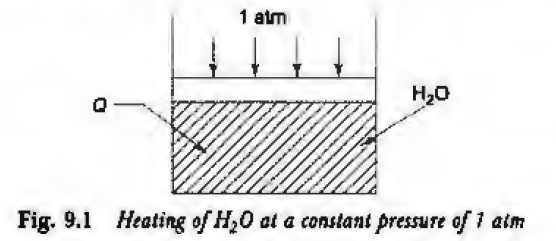 1 atm
H₂O
Q
Fig. 9.1 Heating of H₂O at a constant pressure of 1 atm